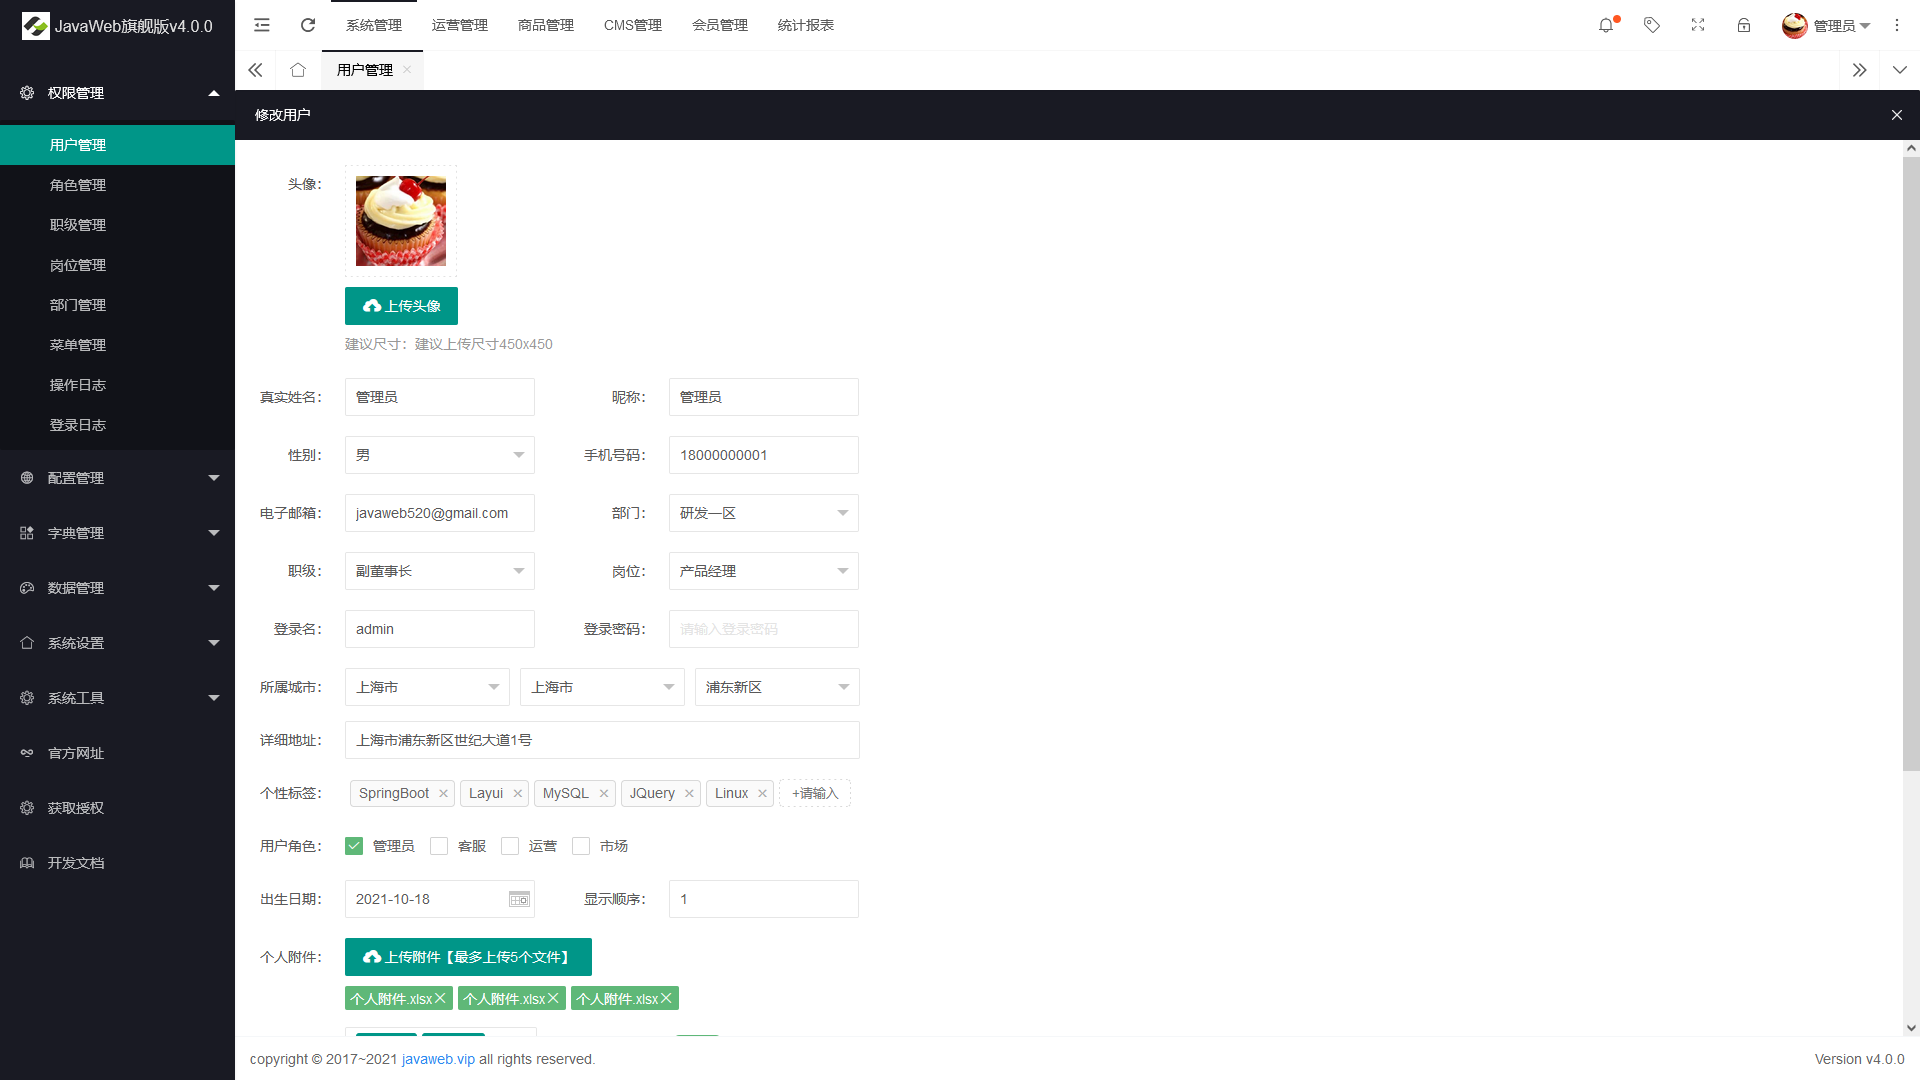 JavaWeb旗舰版v4.0.0
系统管理 运营管理 商品管理 CMS管理 会员管理 统计报表
管理员
用户管理
权限管理
用户管理
角色管理
职级管理
岗位管理
部门管理
菜单管理
操作日志
登录日志
配置管理
字典管理
数据管理
系统设置
系统工具
官方网址
获取授权
开发文档
修改用户
头像：
上传头像
建议尺寸：建议上传尺寸450x450
真实姓名： 管理员 昵称： 管理员
性别： 男 手机号码： 18000000001
电子邮箱： javaweb520@gmail.com 部门： 研发一区
职级： 副董事长 岗位： 产品经理
登录名： admin 登录密码： 请输入登录密码
所属城市： 上海市 上海市 浦东新区
详细地址： 上海市浦东新区世纪大道1号
个性标签： SpringBoot Layui MySQL JQuery Linux +请输入
用户角色： 管理员 客服 运营 市场
出生日期： 2021-10-18 显示顺序： 1
个人附件： 上传附件【最多上传5个文件】
个人附件.xlsx 个人附件.xlsx 个人附件.xlsx
copyright © 2017~2021 javaweb.vip all rights reserved.
Version v4.0.0